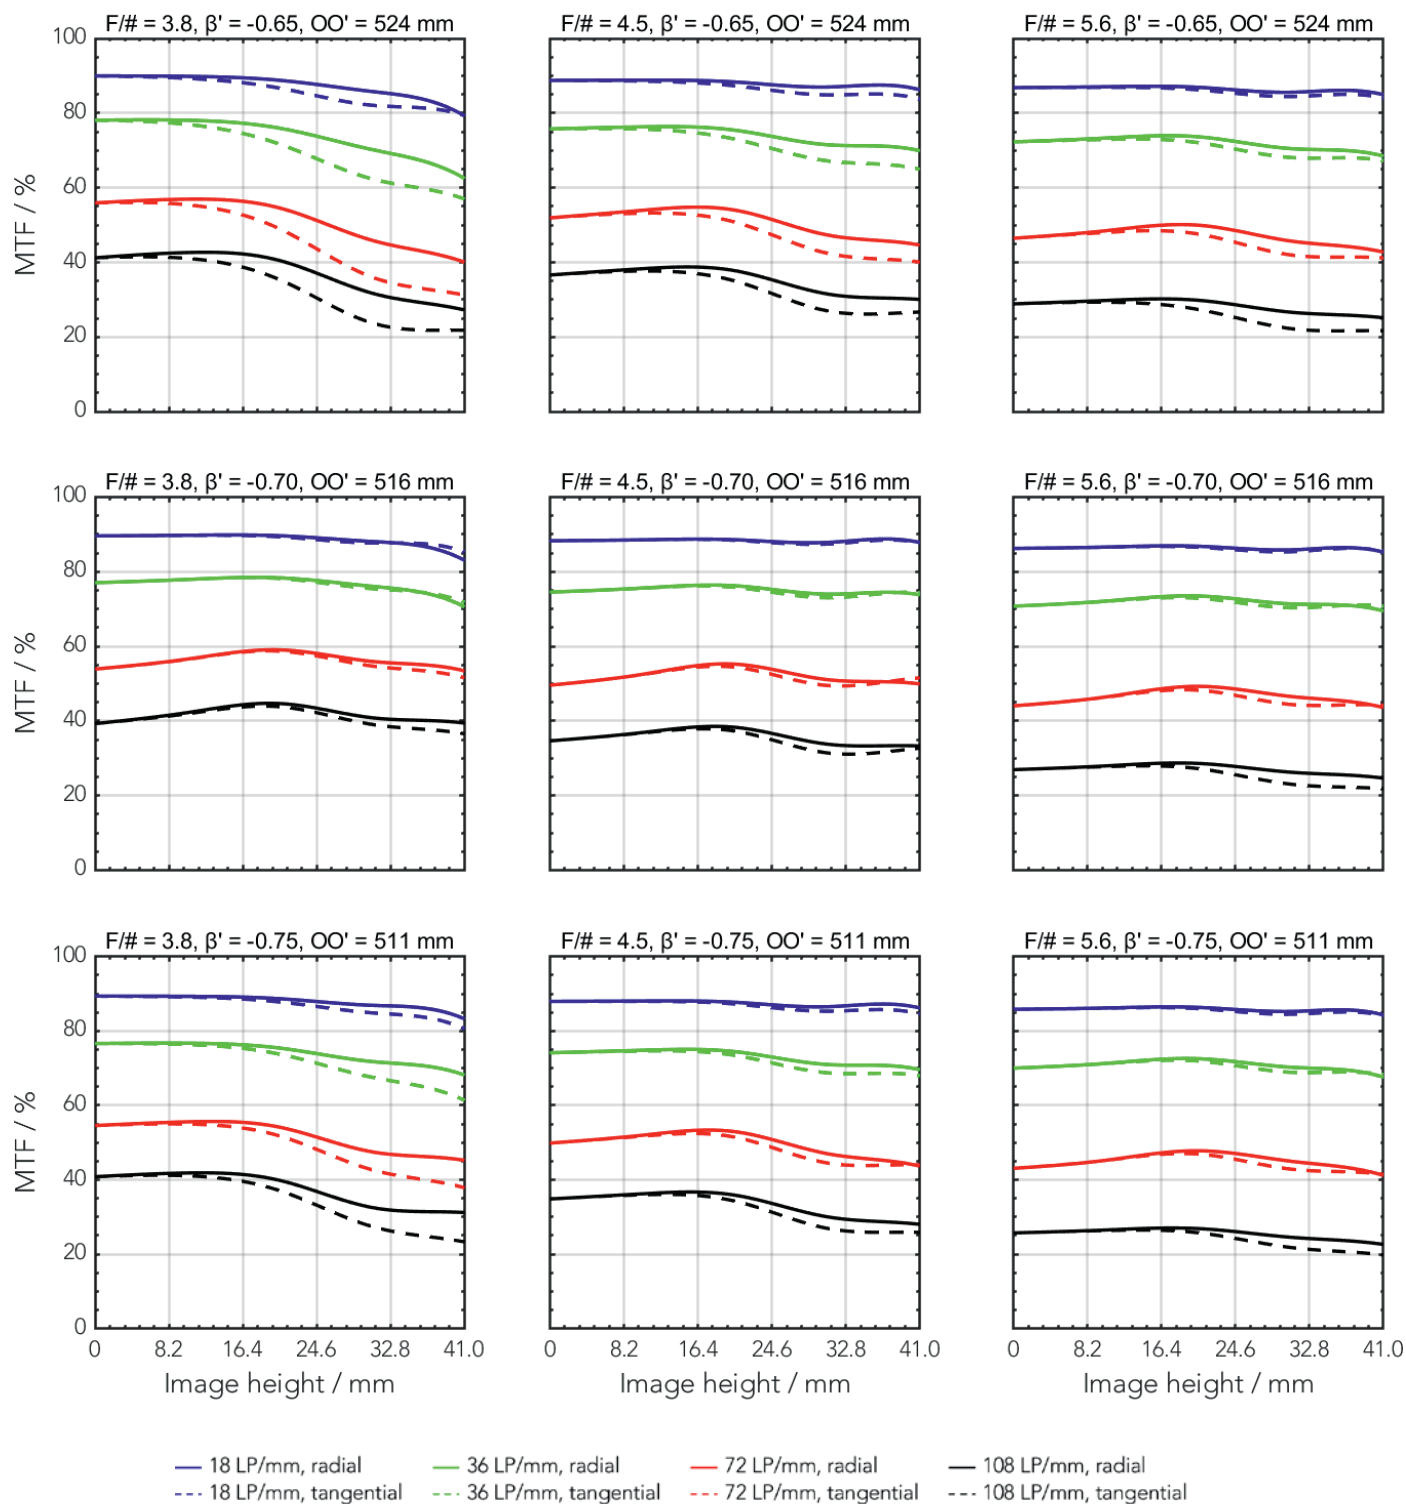 F/# = 3.8, β' = -0.65, OO' = 524 mm
F/# = 4.5, β' = -0.65, OO' = 524 mm
F/# = 5.6, β' = -0.65, OO' = 524 mm
100
80
60
40
20
0
MTF / %
F/# = 3.8, β' = -0.70, OO' = 516 mm
F/# = 4.5, β' = -0.70, OO' = 516 mm
F/# = 5.6, β' = -0.70, OO' = 516 mm
100
80
60
40
20
0
MTF / %
F/# = 3.8, β' = -0.75, OO' = 511 mm
F/# = 4.5, β' = -0.75, OO' = 511 mm
F/# = 5.6, β' = -0.75, OO' = 511 mm
100
80
60
40
20
0
MTF / %
0 8.2 16.4 24.6 32.8 41.0
0 8.2 16.4 24.6 32.8 41.0
0 8.2 16.4 24.6 32.8 41.0
Image height / mm
Image height / mm
Image height / mm
18 LP/mm, radial
36 LP/mm, radial
72 LP/mm, radial
108 LP/mm, radial
18 LP/mm, tangential
36 LP/mm, tangential
72 LP/mm, tangential
108 LP/mm, tangential